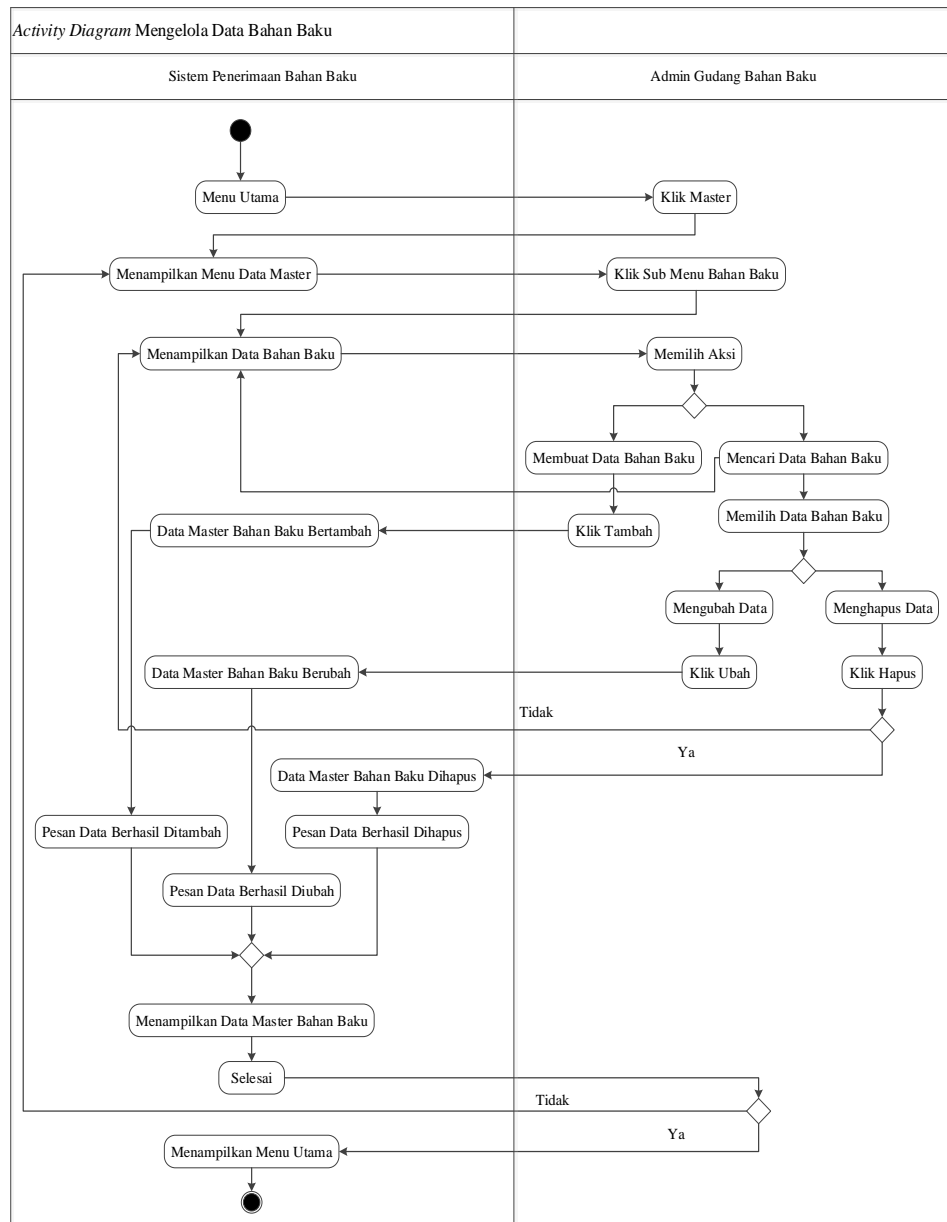 Activity Diagram Mengelola Data Bahan Baku
Sistem Penerimaan Bahan Baku
Admin Gudang Bahan Baku
Menu Utama
Klik Master
Menampilkan Menu Data Master
Klik Sub Menu Bahan Baku
Menampilkan Data Bahan Baku
Memilih Aksi
Membuat Data Bahan Baku
Mencari Data Bahan Baku
Memilih Data Bahan Baku
Data Master Bahan Baku Bertambah
Klik Tambah
Mengubah Data
Menghapus Data
Data Master Bahan Baku Berubah
Klik Ubah
Klik Hapus
Tidak
Ya
Data Master Bahan Baku Dihapus
Pesan Data Berhasil Ditambah
Pesan Data Berhasil Dihapus
Pesan Data Berhasil Diubah
Menampilkan Data Master Bahan Baku
Selesai
Tidak
Ya
Menampilkan Menu Utama